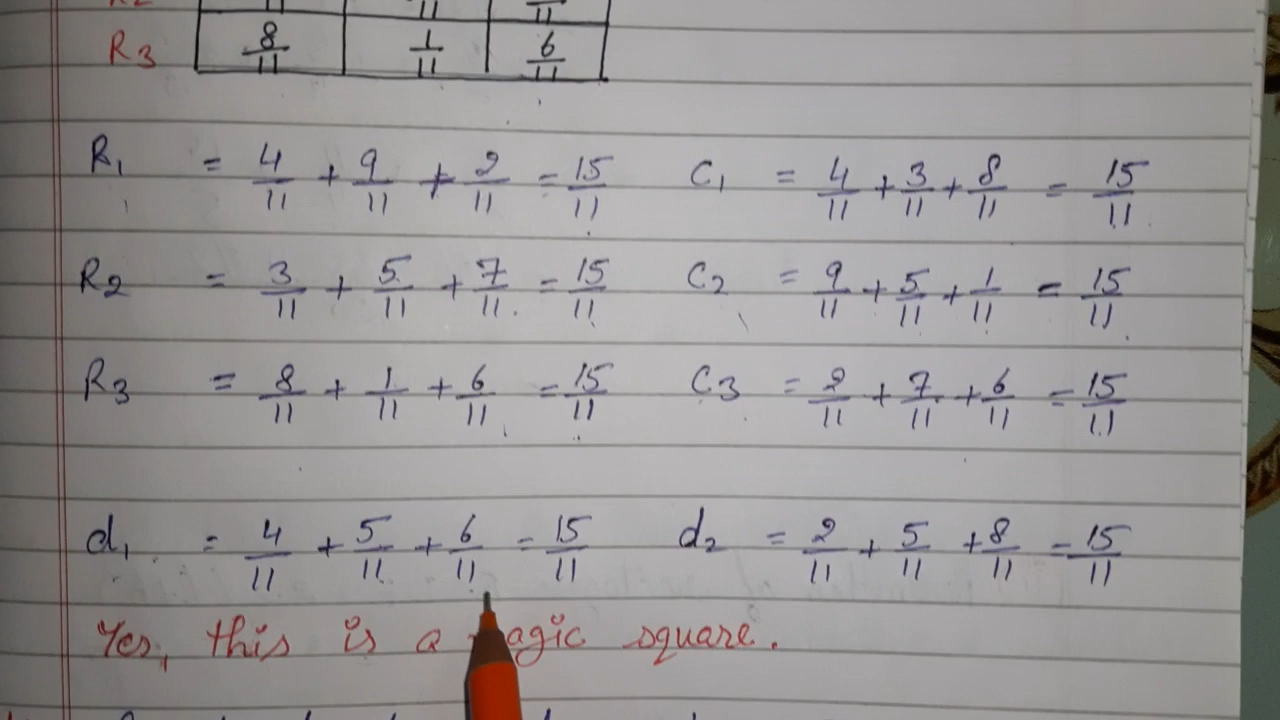 R3 8/11 1/11 6/11
R1 = 4/11 + 9/11 + 2/11 = 15/11 C1 = 4/11 + 3/11 + 8/11 = 15/11
R2 = 3/11 + 5/11 + 7/11 = 15/11 C2 = 9/11 + 5/11 + 1/11 = 15/11
R3 = 8/11 + 1/11 + 6/11 = 15/11 C3 = 2/11 + 7/11 + 6/11 = 15/11
d1 = 4/11 + 5/11 + 6/11 = 15/11 d2 = 2/11 + 5/11 + 8/11 = 15/11
Yes, this is a magic square.